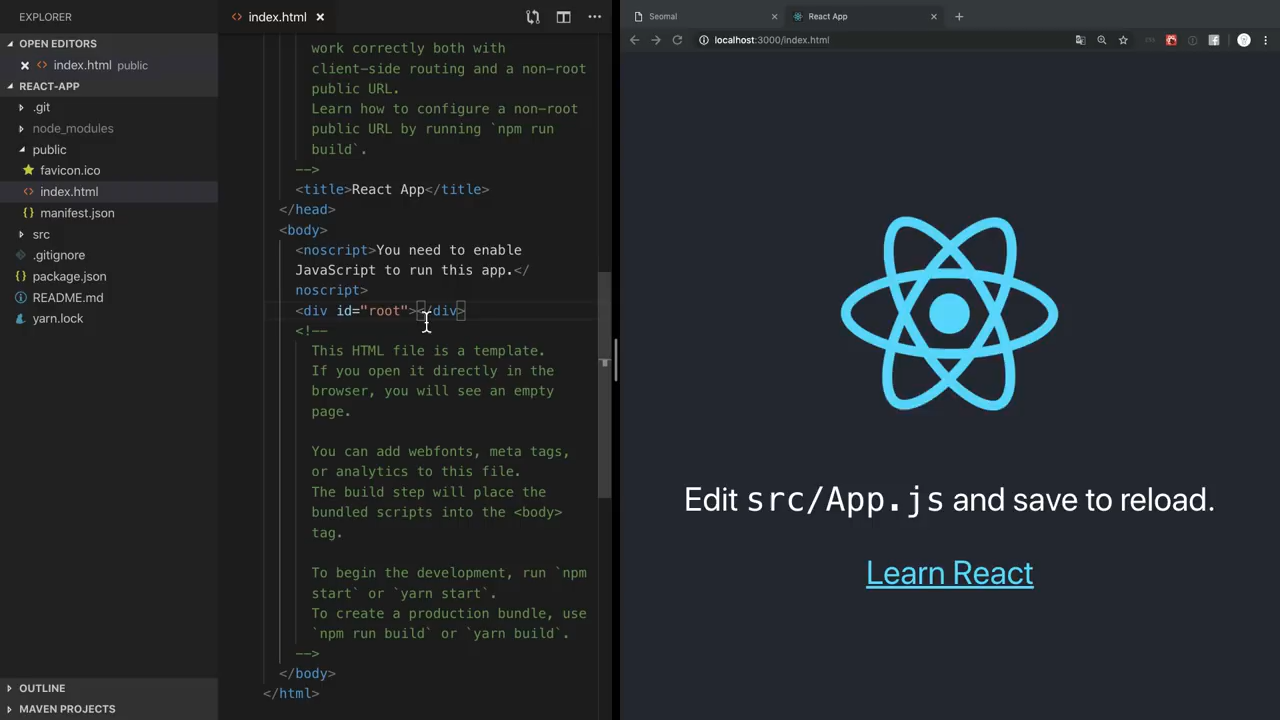 EXPLORER
OPEN EDITORS
index.html public
REACT-APP
.git
node_modules
public
favicon.ico
index.html
manifest.json
src
.gitignore
package.json
README.md
yarn.lock
OUTLINE
MAVEN PROJECTS
index.html
work correctly both with
client-side routing and a non-root
public URL.
Learn how to configure a non-root
public URL by running `npm run
build`.
-->
<title>React App</title>
</head>
<body>
<noscript>You need to enable
JavaScript to run this app.</
noscript>
<div id="root"></div>
<!--
This HTML file is a template.
If you open it directly in the
browser, you will see an empty
page.
You can add webfonts, meta tags,
or analytics to this file.
The build step will place the
bundled scripts into the <body>
tag.
To begin the development, run `npm
start` or `yarn start`.
To create a production bundle, use
`npm run build` or `yarn build`.
-->
</body>
</html>
Seomal
React App
localhost:3000/index.html
Edit src/App.js and save to reload.
Learn React